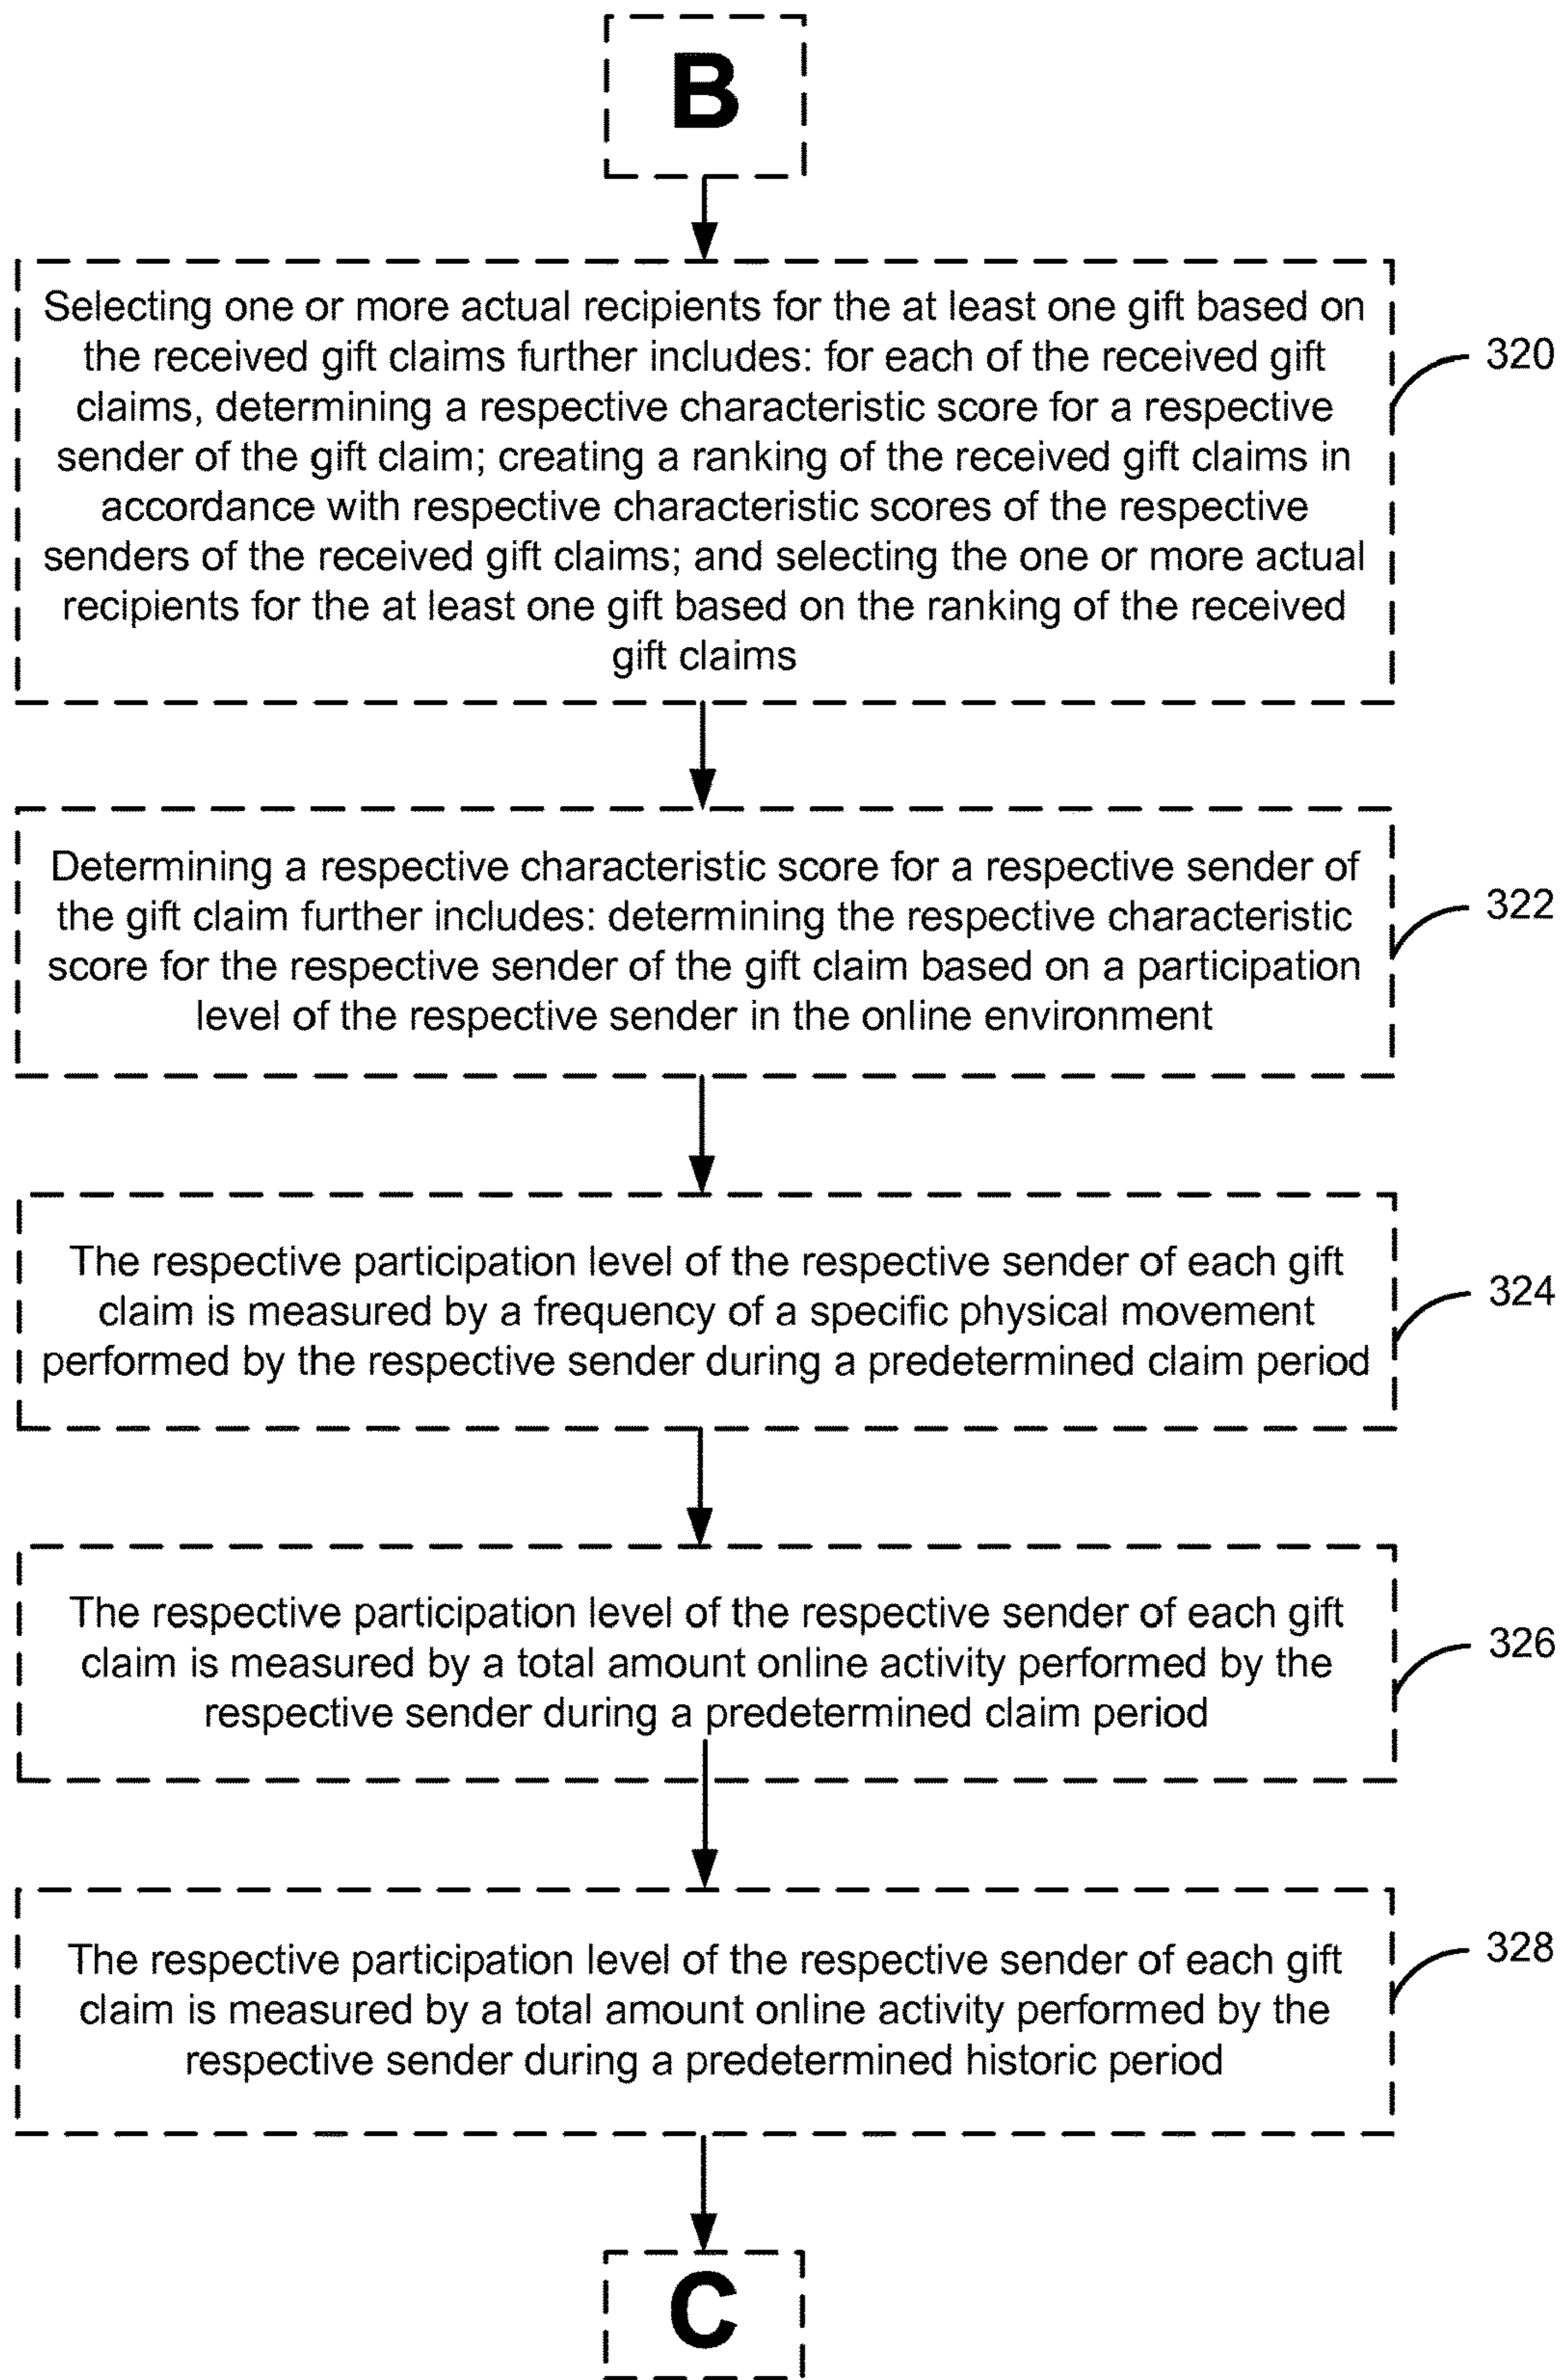 B
Selecting one or more actual recipients for the at least one gift based on
the received gift claims further includes: for each of the received gift
claims, determining a respective characteristic score for a respective
sender of the gift claim; creating a ranking of the received gift claims in
accordance with respective characteristic scores of the respective
senders of the received gift claims; and selecting the one or more actual
recipients for the at least one gift based on the ranking of the received
gift claims
320
Determining a respective characteristic score for a respective sender of
the gift claim further includes: determining the respective characteristic
score for the respective sender of the gift claim based on a participation
level of the respective sender in the online environment
322
The respective participation level of the respective sender of each gift
claim is measured by a frequency of a specific physical movement
performed by the respective sender during a predetermined claim period
324
The respective participation level of the respective sender of each gift
claim is measured by a total amount online activity performed by the
respective sender during a predetermined claim period
326
The respective participation level of the respective sender of each gift
claim is measured by a total amount online activity performed by the
respective sender during a predetermined historic period
328
C